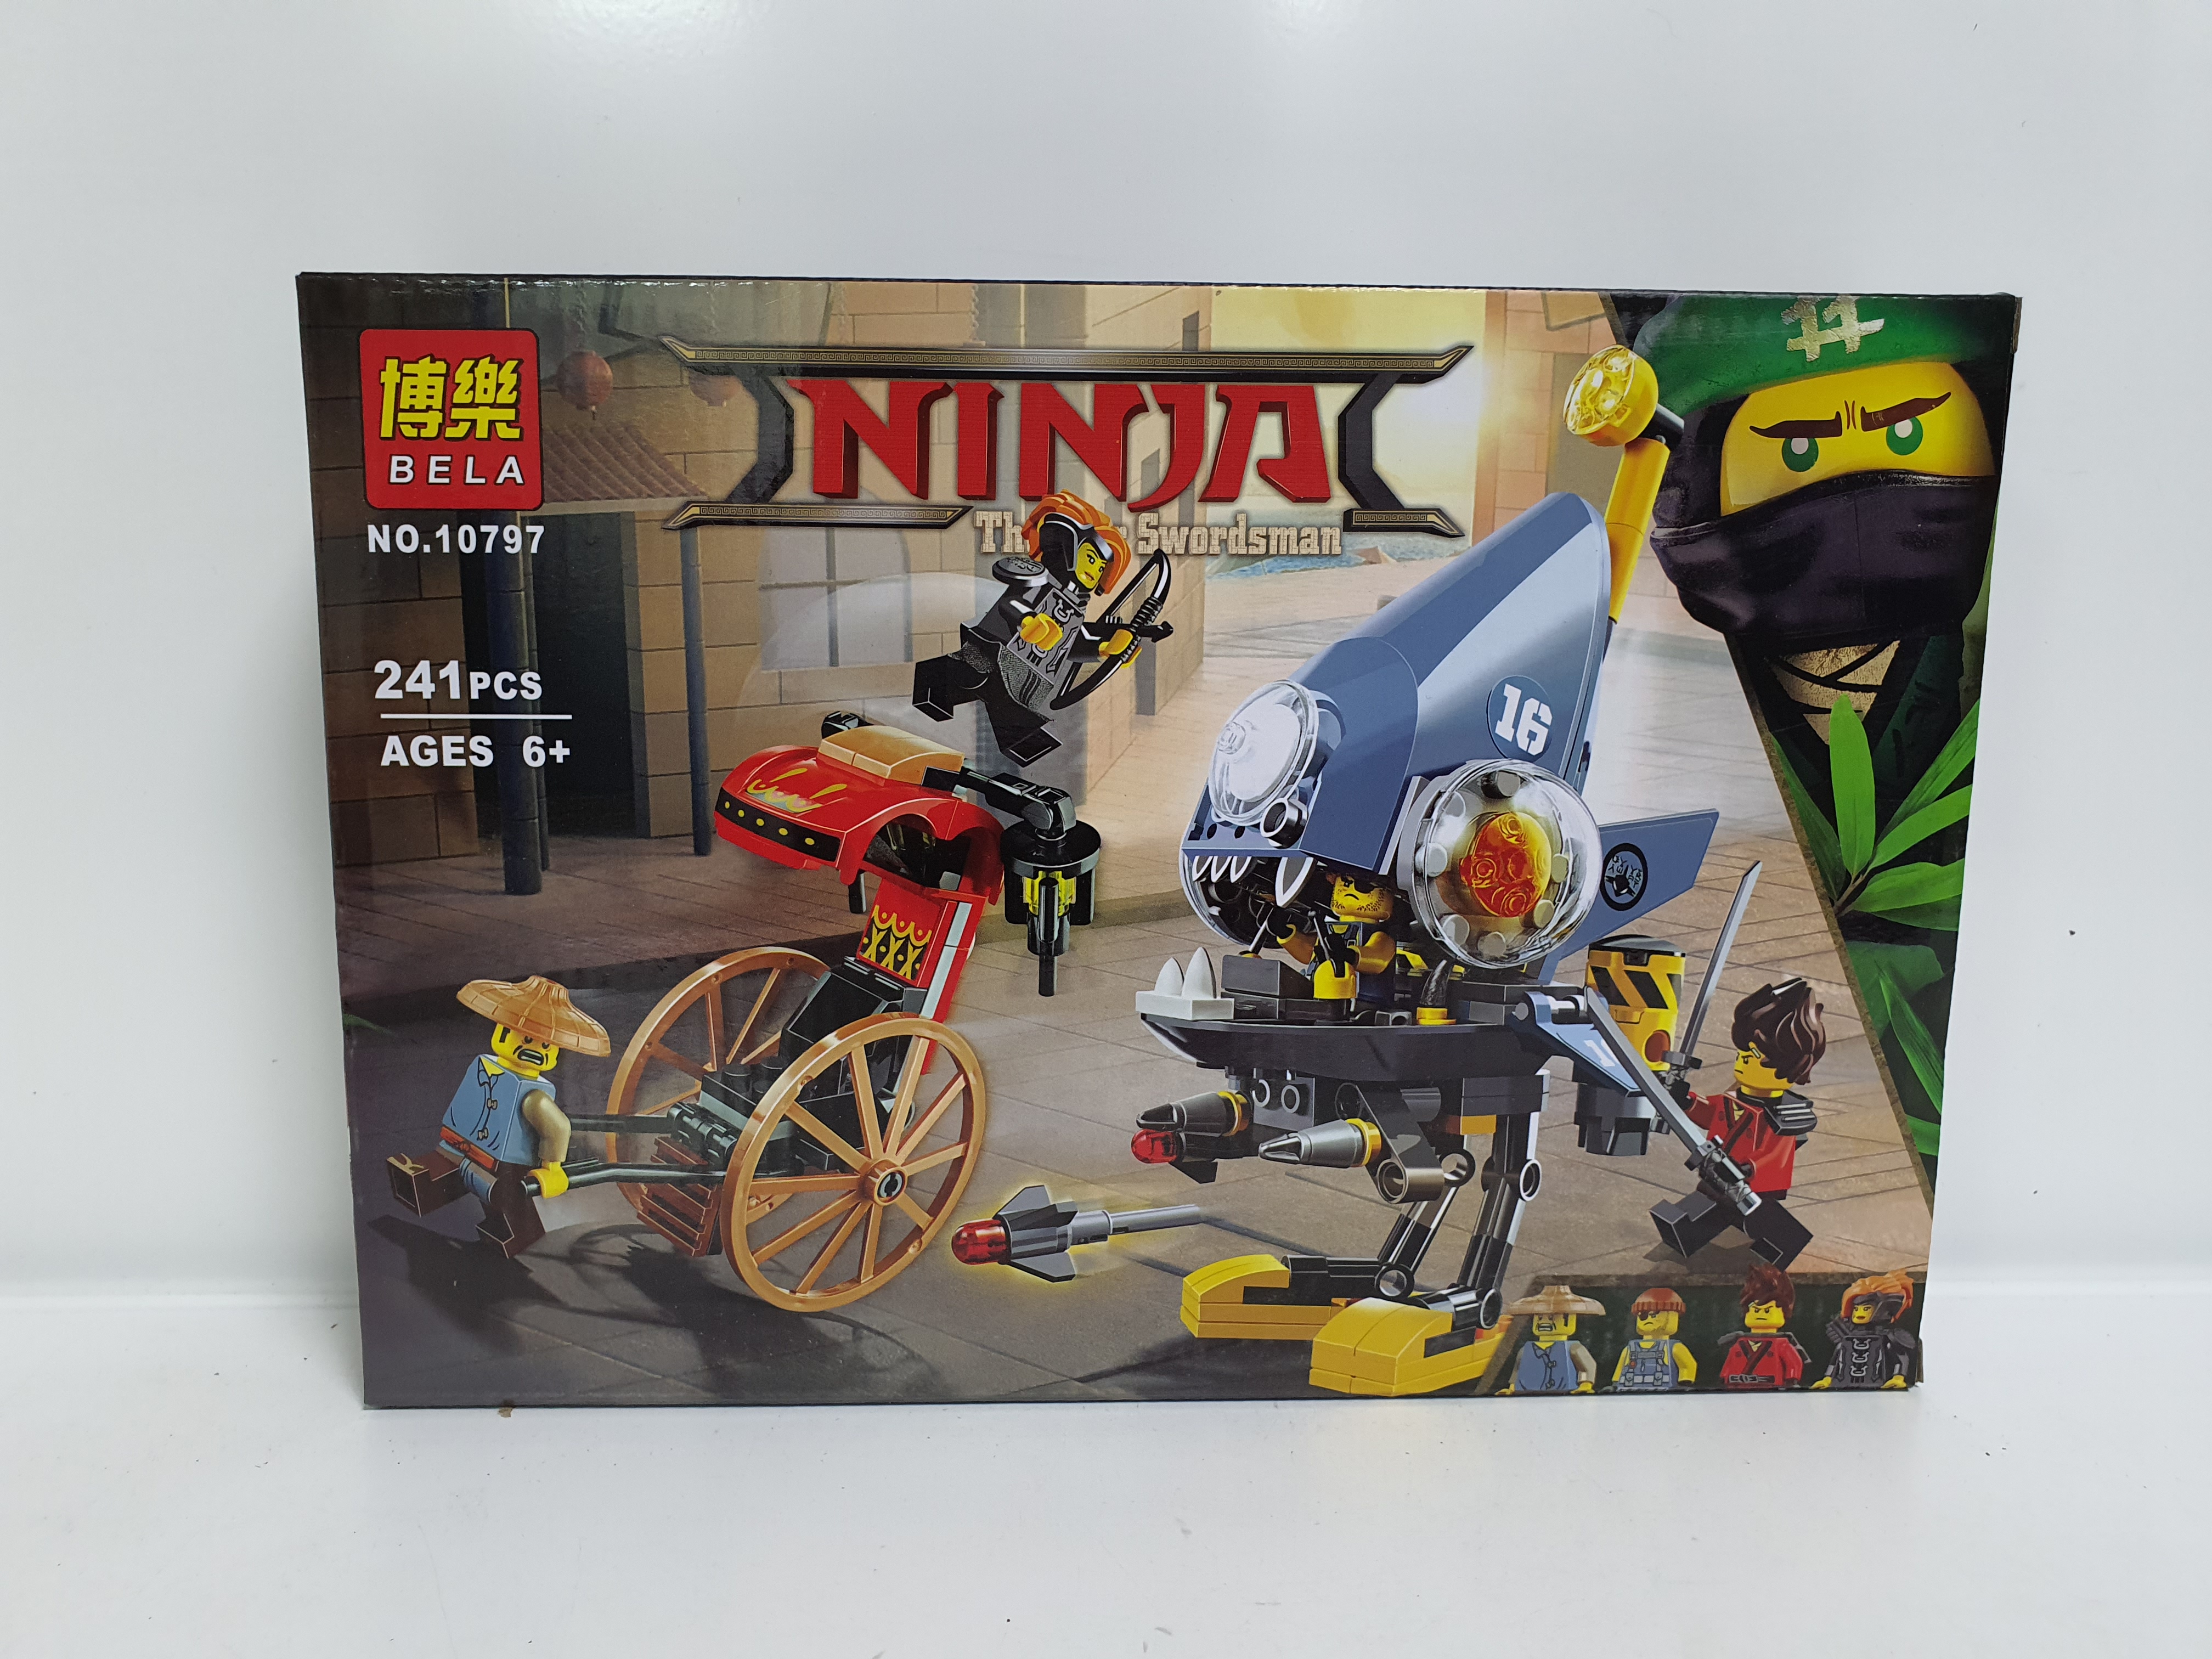 博樂
BELA
NO.10797
241PCS
AGES 6+
NINJA
Swordsman
16